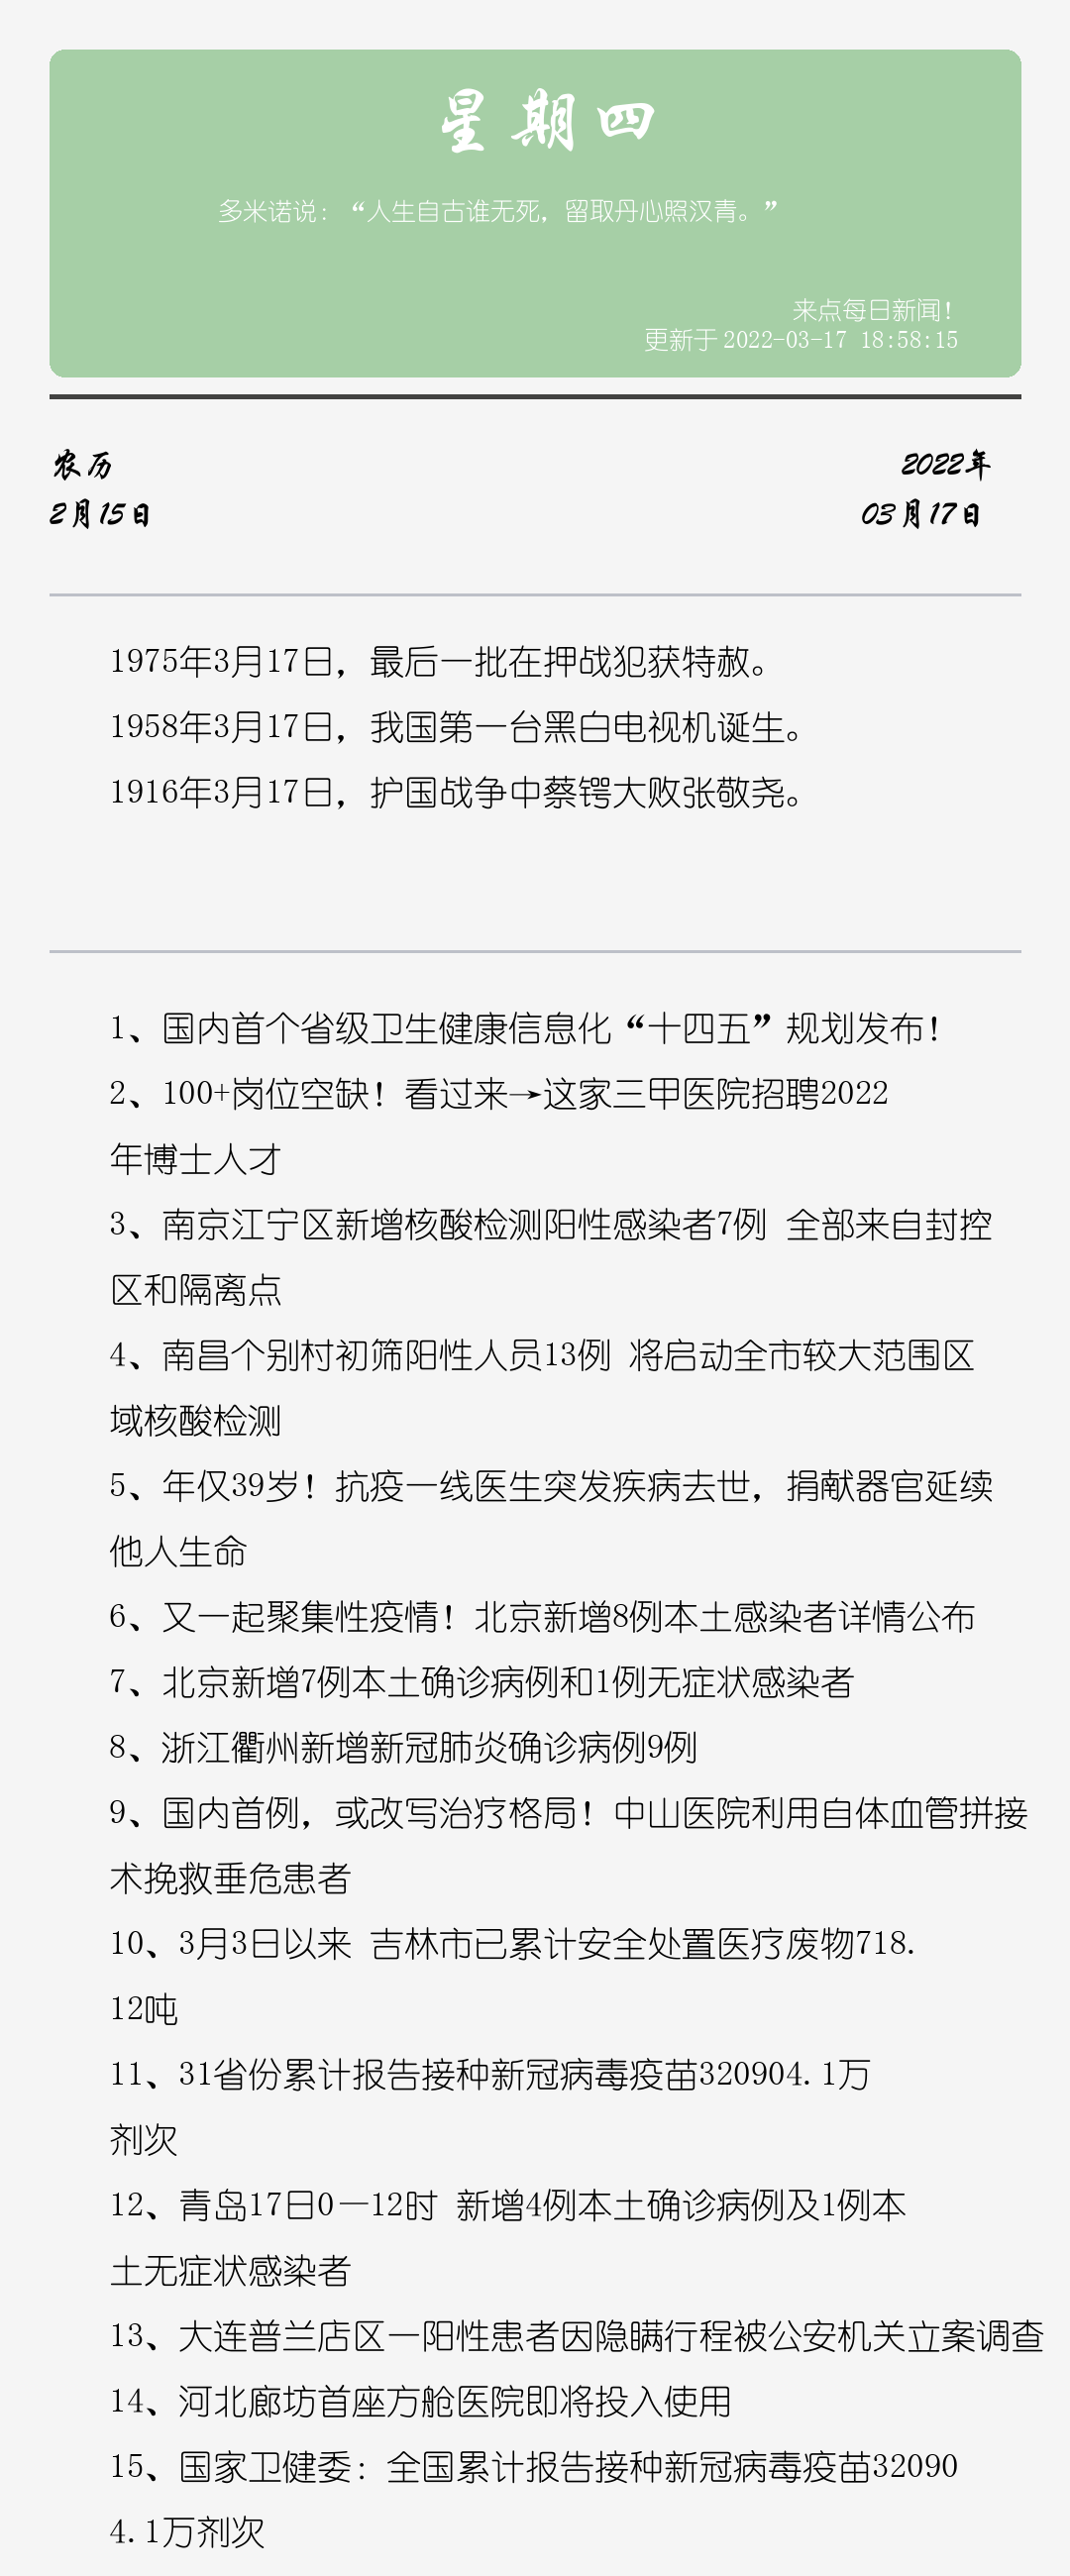 星期四
多米诺说：“人生自古谁无死，留取丹心照汉青。”
来点每日新闻！
更新于 2022-03-17 18:58:15
农历
2022年
2月15日
03月17日
1975年3月17日，最后一批在押战犯获特赦。
1958年3月17日，我国第一台黑白电视机诞生。
1916年3月17日，护国战争中蔡锷大败张敬尧。
1、国内首个省级卫生健康信息化“十四五”规划发布！
2、100+岗位空缺！看过来→这家三甲医院招聘2022
年博士人才
3、南京江宁区新增核酸检测阳性感染者7例 全部来自封控
区和隔离点
4、南昌个别村初筛阳性人员13例 将启动全市较大范围区
域核酸检测
5、年仅39岁！抗疫一线医生突发疾病去世，捐献器官延续
他人生命
6、又一起聚集性疫情！北京新增8例本土感染者详情公布
7、北京新增7例本土确诊病例和1例无症状感染者
8、浙江衢州新增新冠肺炎确诊病例9例
9、国内首例，或改写治疗格局！中山医院利用自体血管拼接
术挽救垂危患者
10、3月3日以来 吉林市已累计安全处置医疗废物718.
12吨
11、31省份累计报告接种新冠病毒疫苗320904.1万
剂次
12、青岛17日0—12时 新增4例本土确诊病例及1例本
土无症状感染者
13、大连普兰店区一阳性患者因隐瞒行程被公安机关立案调查
14、河北廊坊首座方舱医院即将投入使用
15、国家卫健委：全国累计报告接种新冠病毒疫苗32090
4.1万剂次